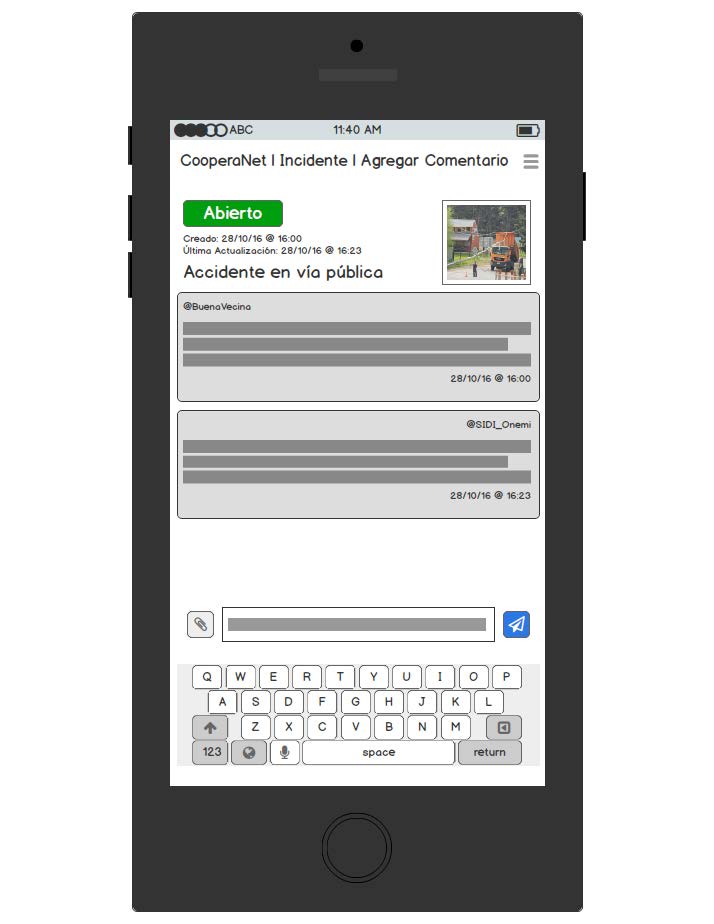 ABC 11:40 AM
CooperaNet | Incidente | Agregar Comentario
Abierto
Creado: 28/10/16 @ 16:00
Última Actualización: 28/10/16 @ 16:23
Accidente en vía pública
@BuenaVecina
28/10/16 @ 16:00
@SIDI_Onemi
28/10/16 @ 16:23
Q W E R T Y U I O P
A S D F G H J K L
Z X C V B N M
123 space return